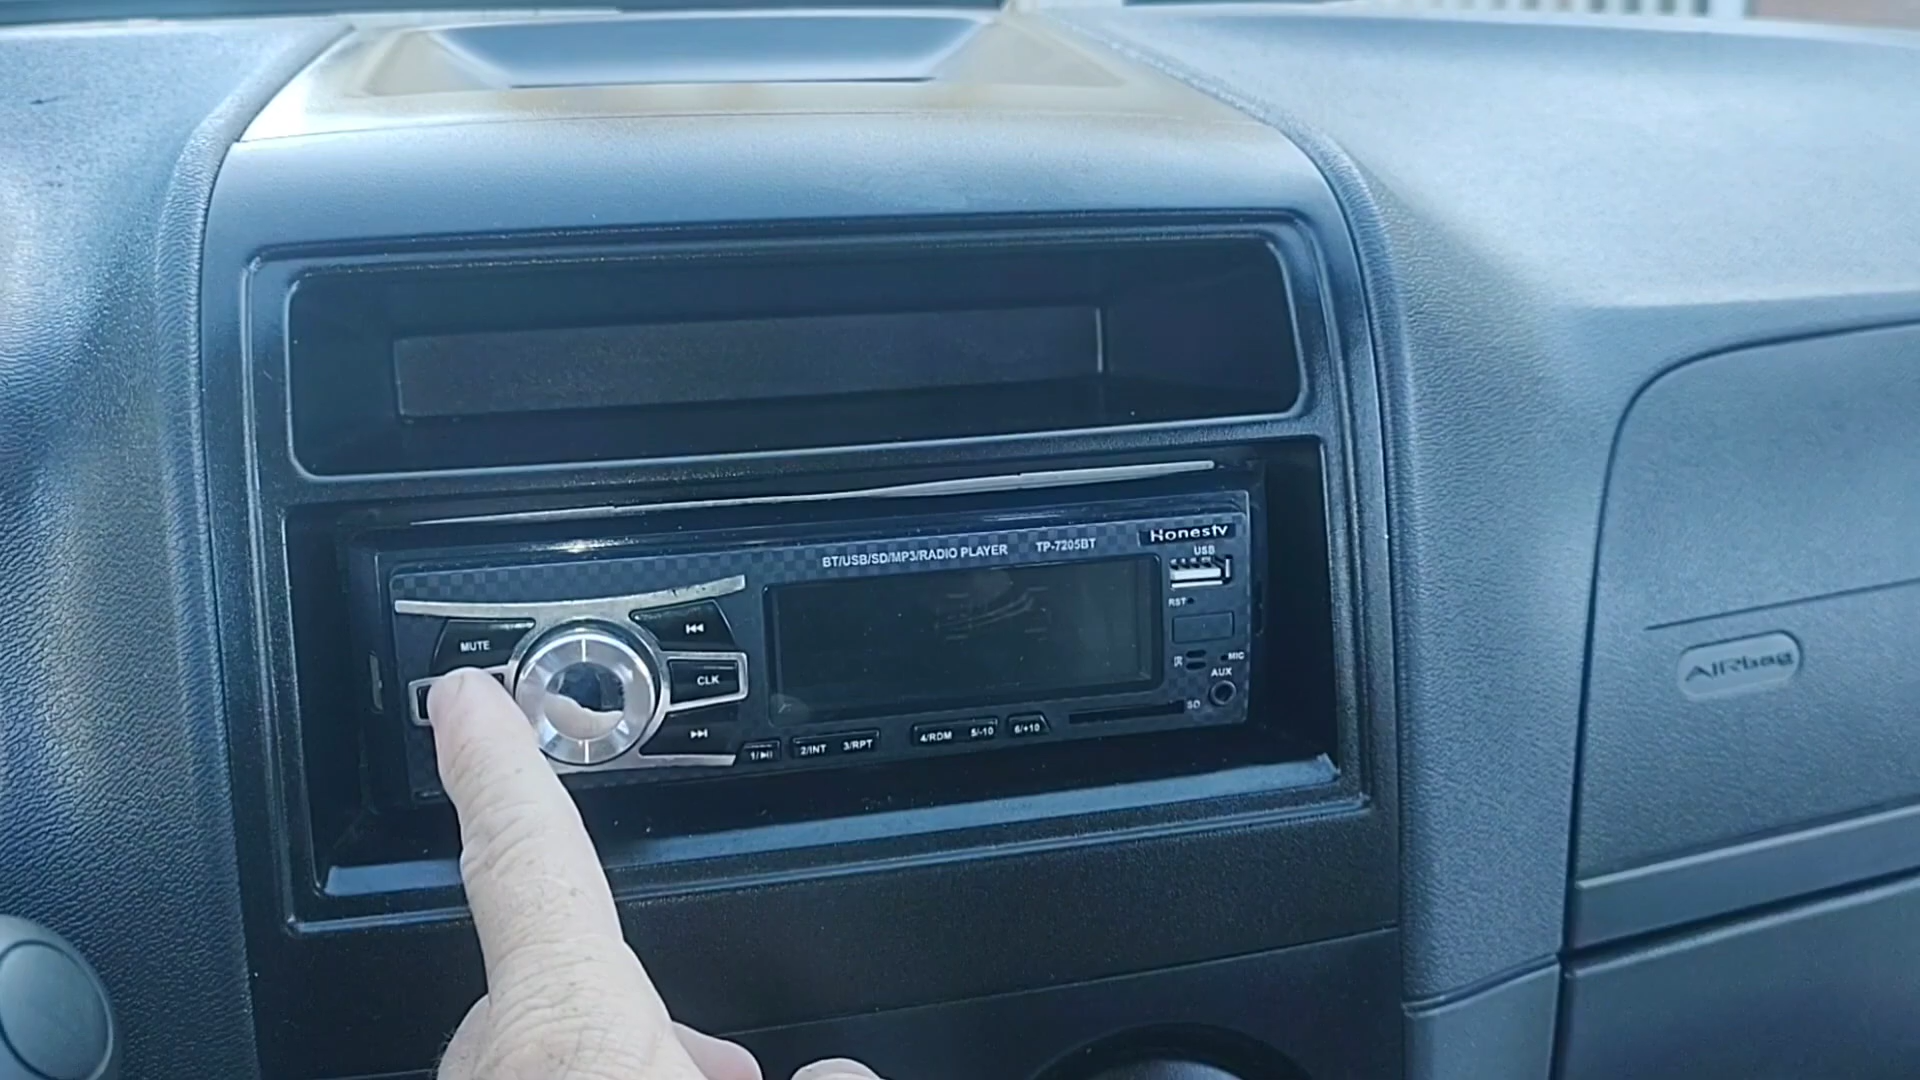 Honestv
BT/USB/SD/MP3/RADIO PLAYER TP-7205BT
USB
RST
MUTE
CLK
IR
MIC
AUX
SD
1/
2/INT
3/RPT
4/RDM
5/-10
6/+10
AIRbag